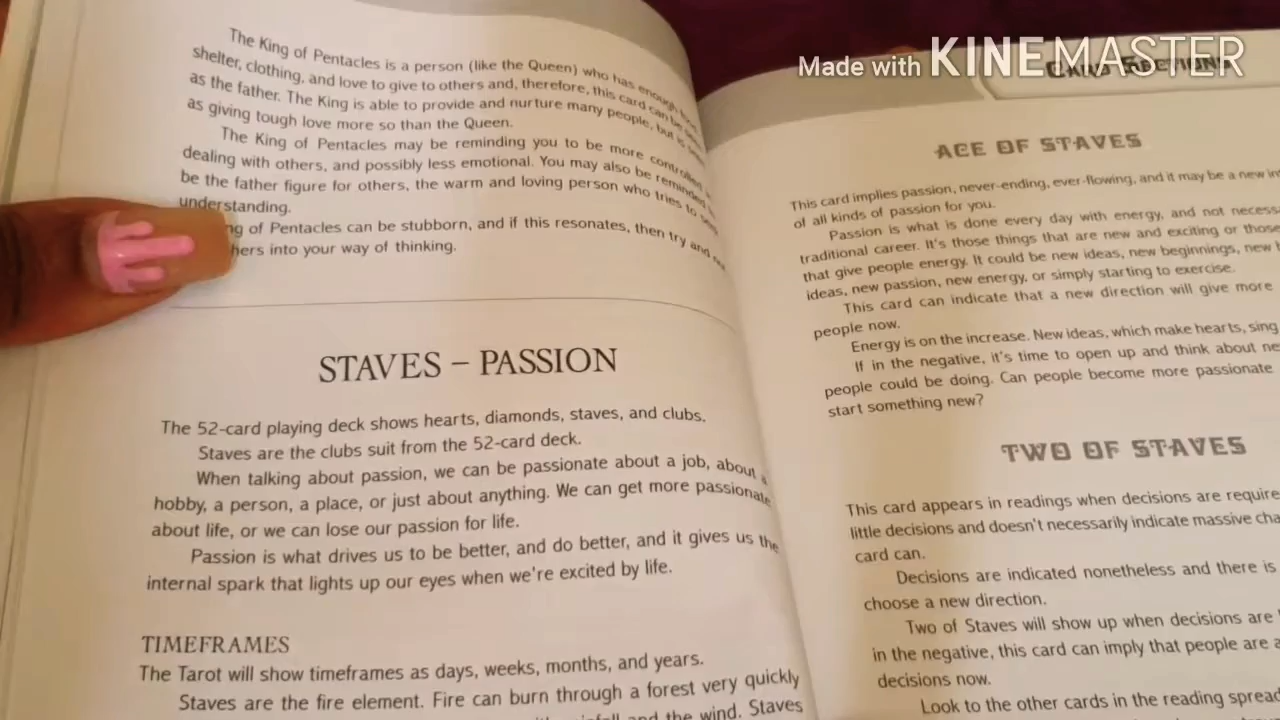 The King of Pentacles is a person (like the Queen) who has enough
shelter, clothing, and love to give to others and, therefore, this card can be
as the father. The King is able to provide and nurture many people, but is
as giving tough love more so than the Queen.
The King of Pentacles may be reminding you to be more controlled
dealing with others, and possibly less emotional. You may also be reminded
be the father figure for others, the warm and loving person who tries to
understanding.
ng of Pentacles can be stubborn, and if this resonates, then try and
hers into your way of thinking.
STAVES – PASSION
The 52-card playing deck shows hearts, diamonds, staves, and clubs.
Staves are the clubs suit from the 52-card deck.
When talking about passion, we can be passionate about a job, about a
hobby, a person, a place, or just about anything. We can get more passionate
about life, or we can lose our passion for life.
Passion is what drives us to be better, and do better, and it gives us the
internal spark that lights up our eyes when we're excited by life.
TIMEFRAMES
The Tarot will show timeframes as days, weeks, months, and years.
Staves are the fire element. Fire can burn through a forest very quickly
and the wind. Staves
Made with KINEMASTER
ACE OF STAVES
This card implies passion, never-ending, ever-flowing, and it may be a new
of all kinds of passion for you.
Passion is what is done every day with energy, and not
traditional career. It's those things that are new and exciting or those
that give people energy. It could be new ideas, new beginnings, new
ideas, new passion, new energy, or simply starting to exercise.
This card can indicate that a new direction will give more
people now.
Energy is on the increase. New ideas, which make hearts, sing
If in the negative, it's time to open up and think about
people could be doing. Can people become more passionate
start something new?
TWO OF STAVES
This card appears in readings when decisions are require
little decisions and doesn't necessarily indicate massive cha
card can.
Decisions are indicated nonetheless and there is
choose a new direction.
Two of Staves will show up when decisions are
in the negative, this card can imply that people are a
decisions now.
Look to the other cards in the reading spread